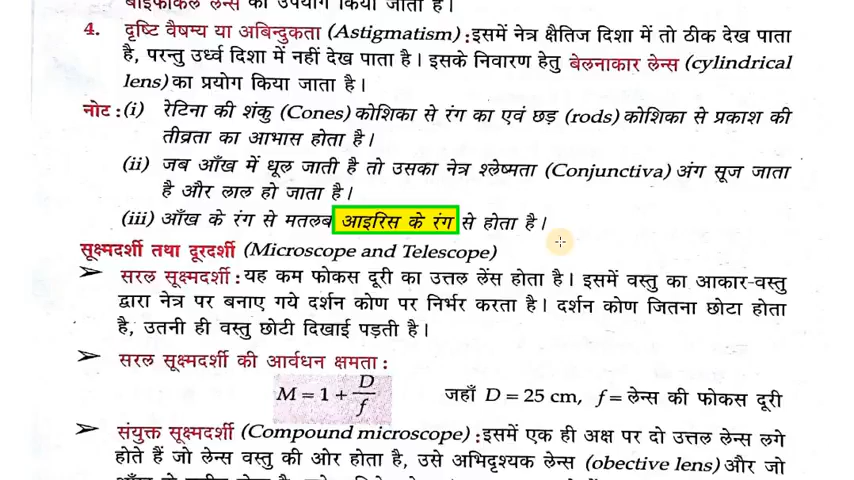 बाइफोकल लेन्स का उपयोग किया जाता है।
4. दृष्टि वैषम्य या अबिन्दुकता (Astigmatism) : इसमें नेत्र क्षैतिज दिशा में तो ठीक देख पाता
है, परन्तु उर्ध्व दिशा में नहीं देख पाता है। इसके निवारण हेतु बेलनाकार लेन्स (cylindrical
lens) का प्रयोग किया जाता है।
नोट : (i) रेटिना की शंकु (Cones) कोशिका से रंग का एवं छड़ (rods) कोशिका से प्रकाश की
तीव्रता का आभास होता है।
(ii) जब आँख में धूल जाती है तो उसका नेत्र श्लेष्मता (Conjunctiva) अंग सूज जाता
है और लाल हो जाता है।
(iii) आँख के रंग से मतलब आइरिस के रंग से होता है।
सूक्ष्मदर्शी तथा दूरदर्शी (Microscope and Telescope)
➢ सरल सूक्ष्मदर्शी : यह कम फोकस दूरी का उत्तल लेंस होता है। इसमें वस्तु का आकार-वस्तु
द्वारा नेत्र पर बनाए गये दर्शन कोण पर निर्भर करता है। दर्शन कोण जितना छोटा होता
है, उतनी ही वस्तु छोटी दिखाई पड़ती है।
➢ सरल सूक्ष्मदर्शी की आर्वधन क्षमता :
M = 1 + D/f जहाँ D = 25 cm, f = लेन्स की फोकस दूरी
➢ संयुक्त सूक्ष्मदर्शी (Compound microscope) : इसमें एक ही अक्ष पर दो उत्तल लेन्स लगे
होते हैं जो लेन्स वस्तु की ओर होता है, उसे अभिदृश्यक लेन्स (obective lens) और जो